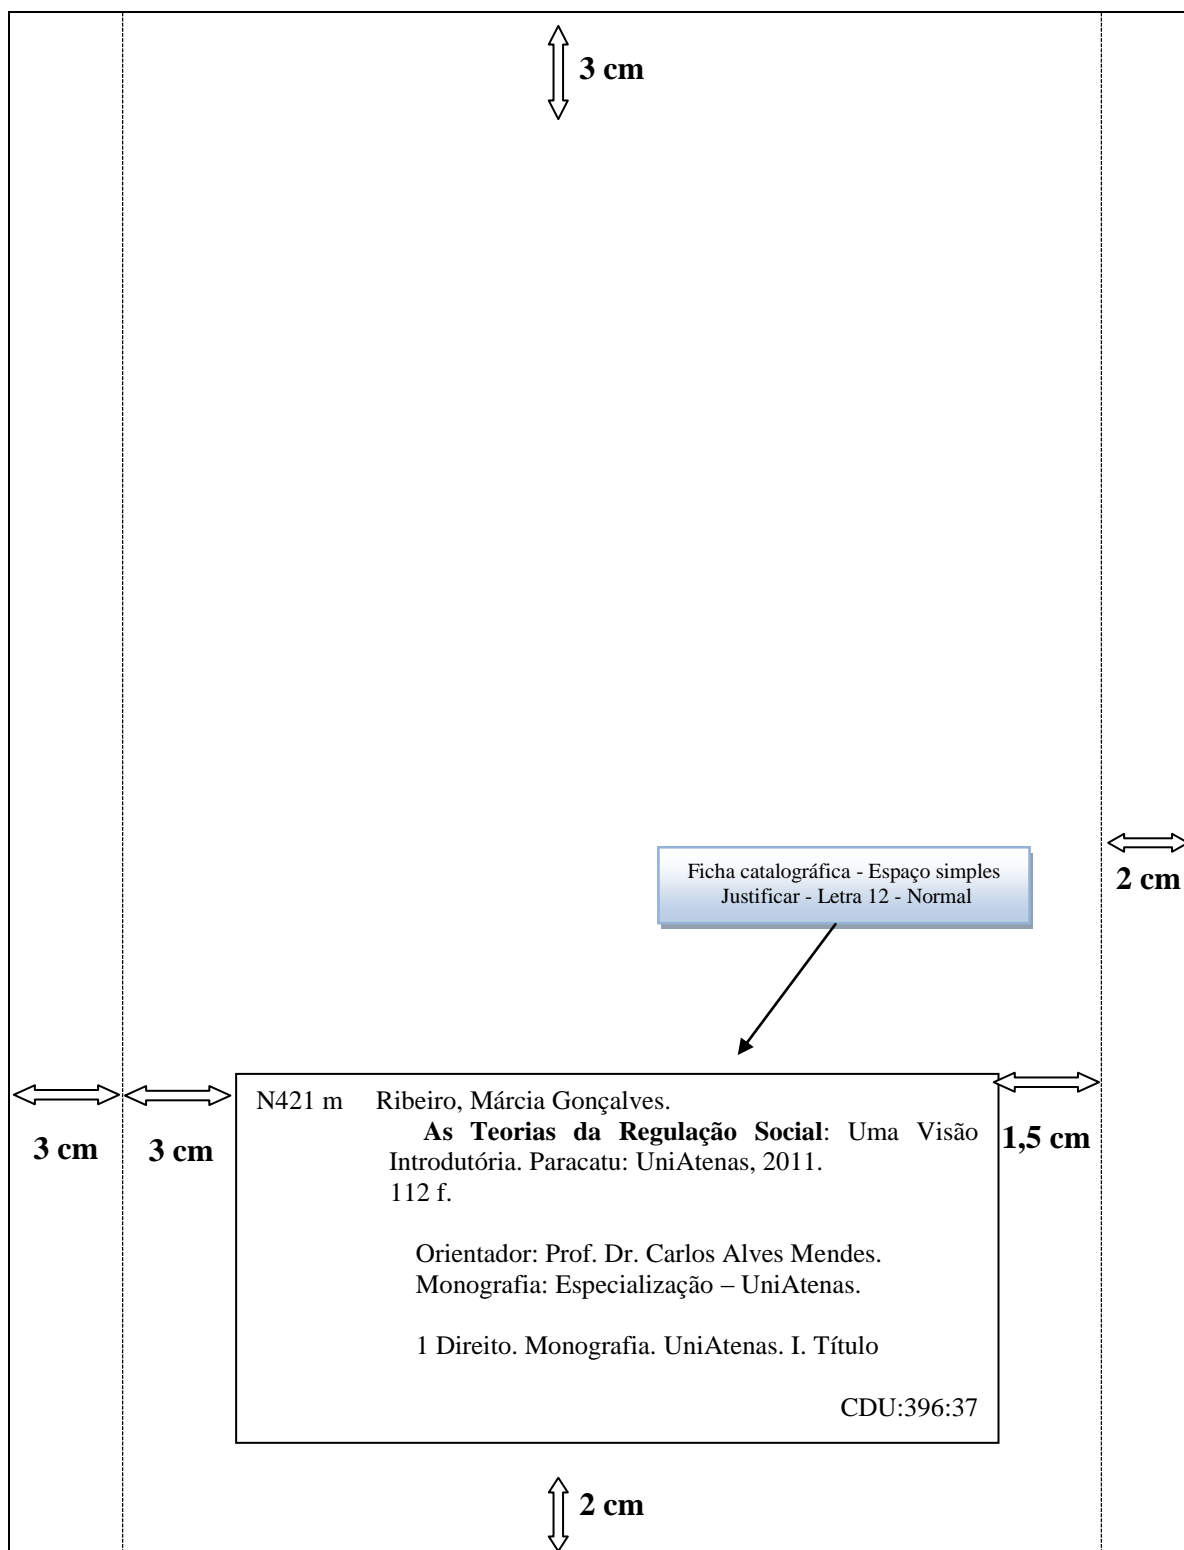 3 cm
Ficha catalográfica - Espaço simples
Justificar - Letra 12 - Normal
2 cm
3 cm
3 cm
N421 m Ribeiro, Márcia Gonçalves.
As Teorias da Regulação Social: Uma Visão
Introdutória. Paracatu: UniAtenas, 2011.
112 f.
Orientador: Prof. Dr. Carlos Alves Mendes.
Monografia: Especialização – UniAtenas.
1 Direito. Monografia. UniAtenas. I. Título
CDU:396:37
1,5 cm
2 cm